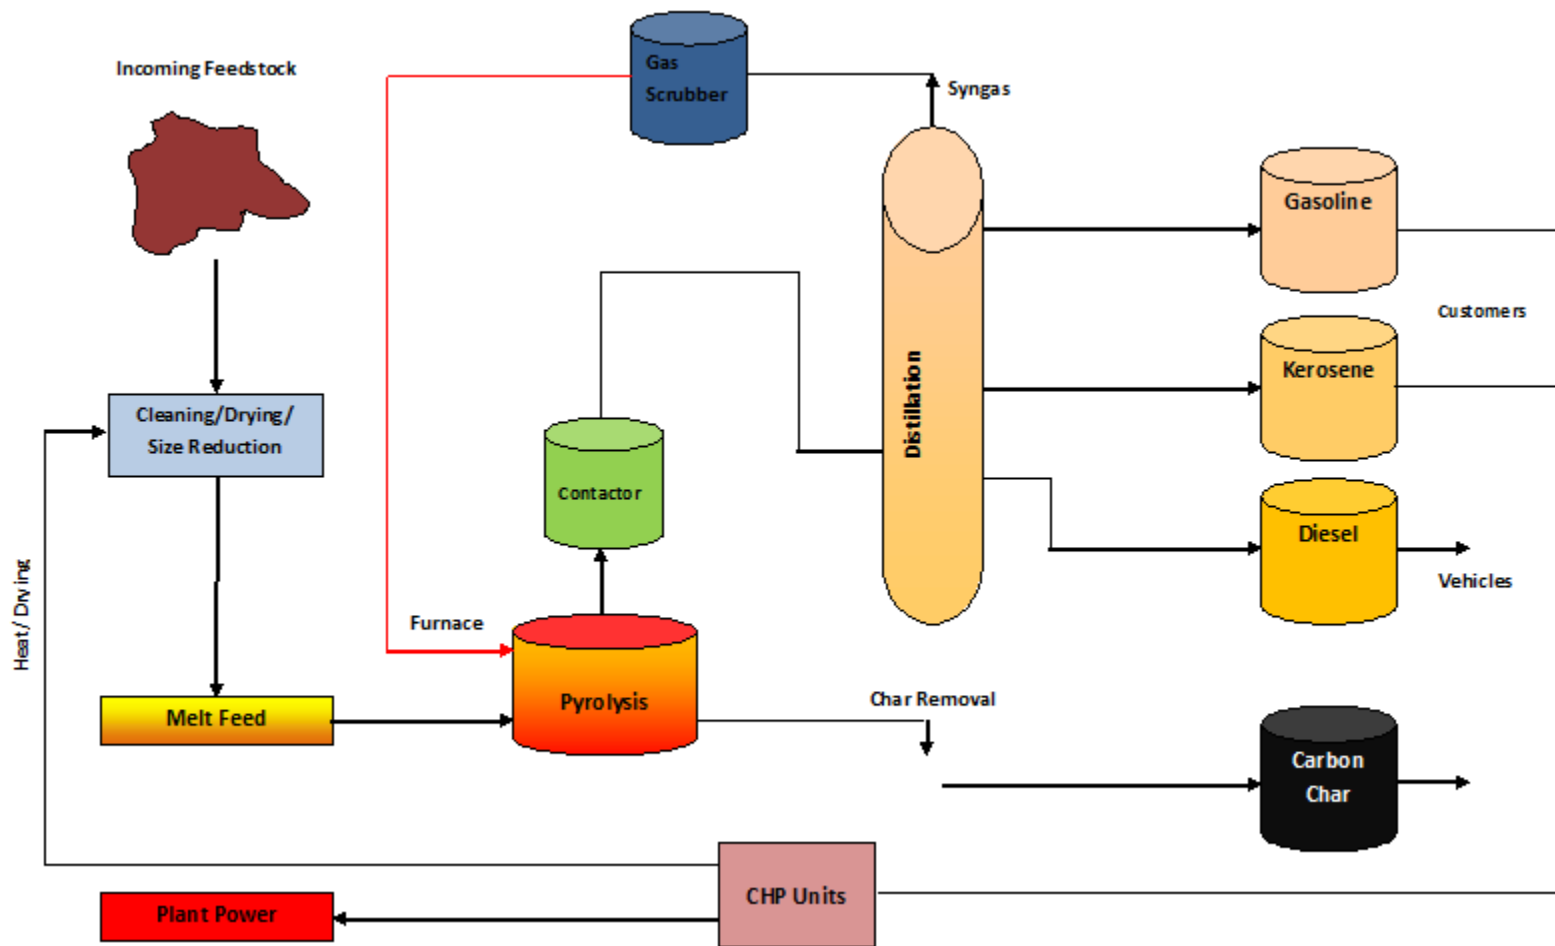 Incoming Feedstock
Gas
Scrubber
Syngas
Gasoline
Customers
Kerosene
Distillation
Cleaning/Drying/
Size Reduction
Contactor
Diesel
Vehicles
Heat/ Drying
Furnace
Pyrolysis
Melt Feed
Char Removal
Carbon
Char
CHP Units
Plant Power